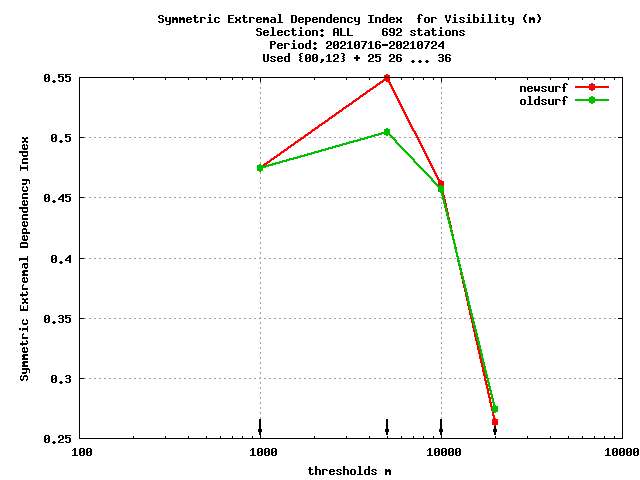 Symmetric Extremal Dependency Index  for Visibility (m)
Selection: ALL    692 stations
Period: 20210716-20210724
Used {00,12} + 25 26 ... 36
newsurf
oldsurf
0.55
0.5
0.45
0.4
0.35
0.3
0.25
Symmetric Extremal Dependency Index
100 1000 10000 10000
thresholds m